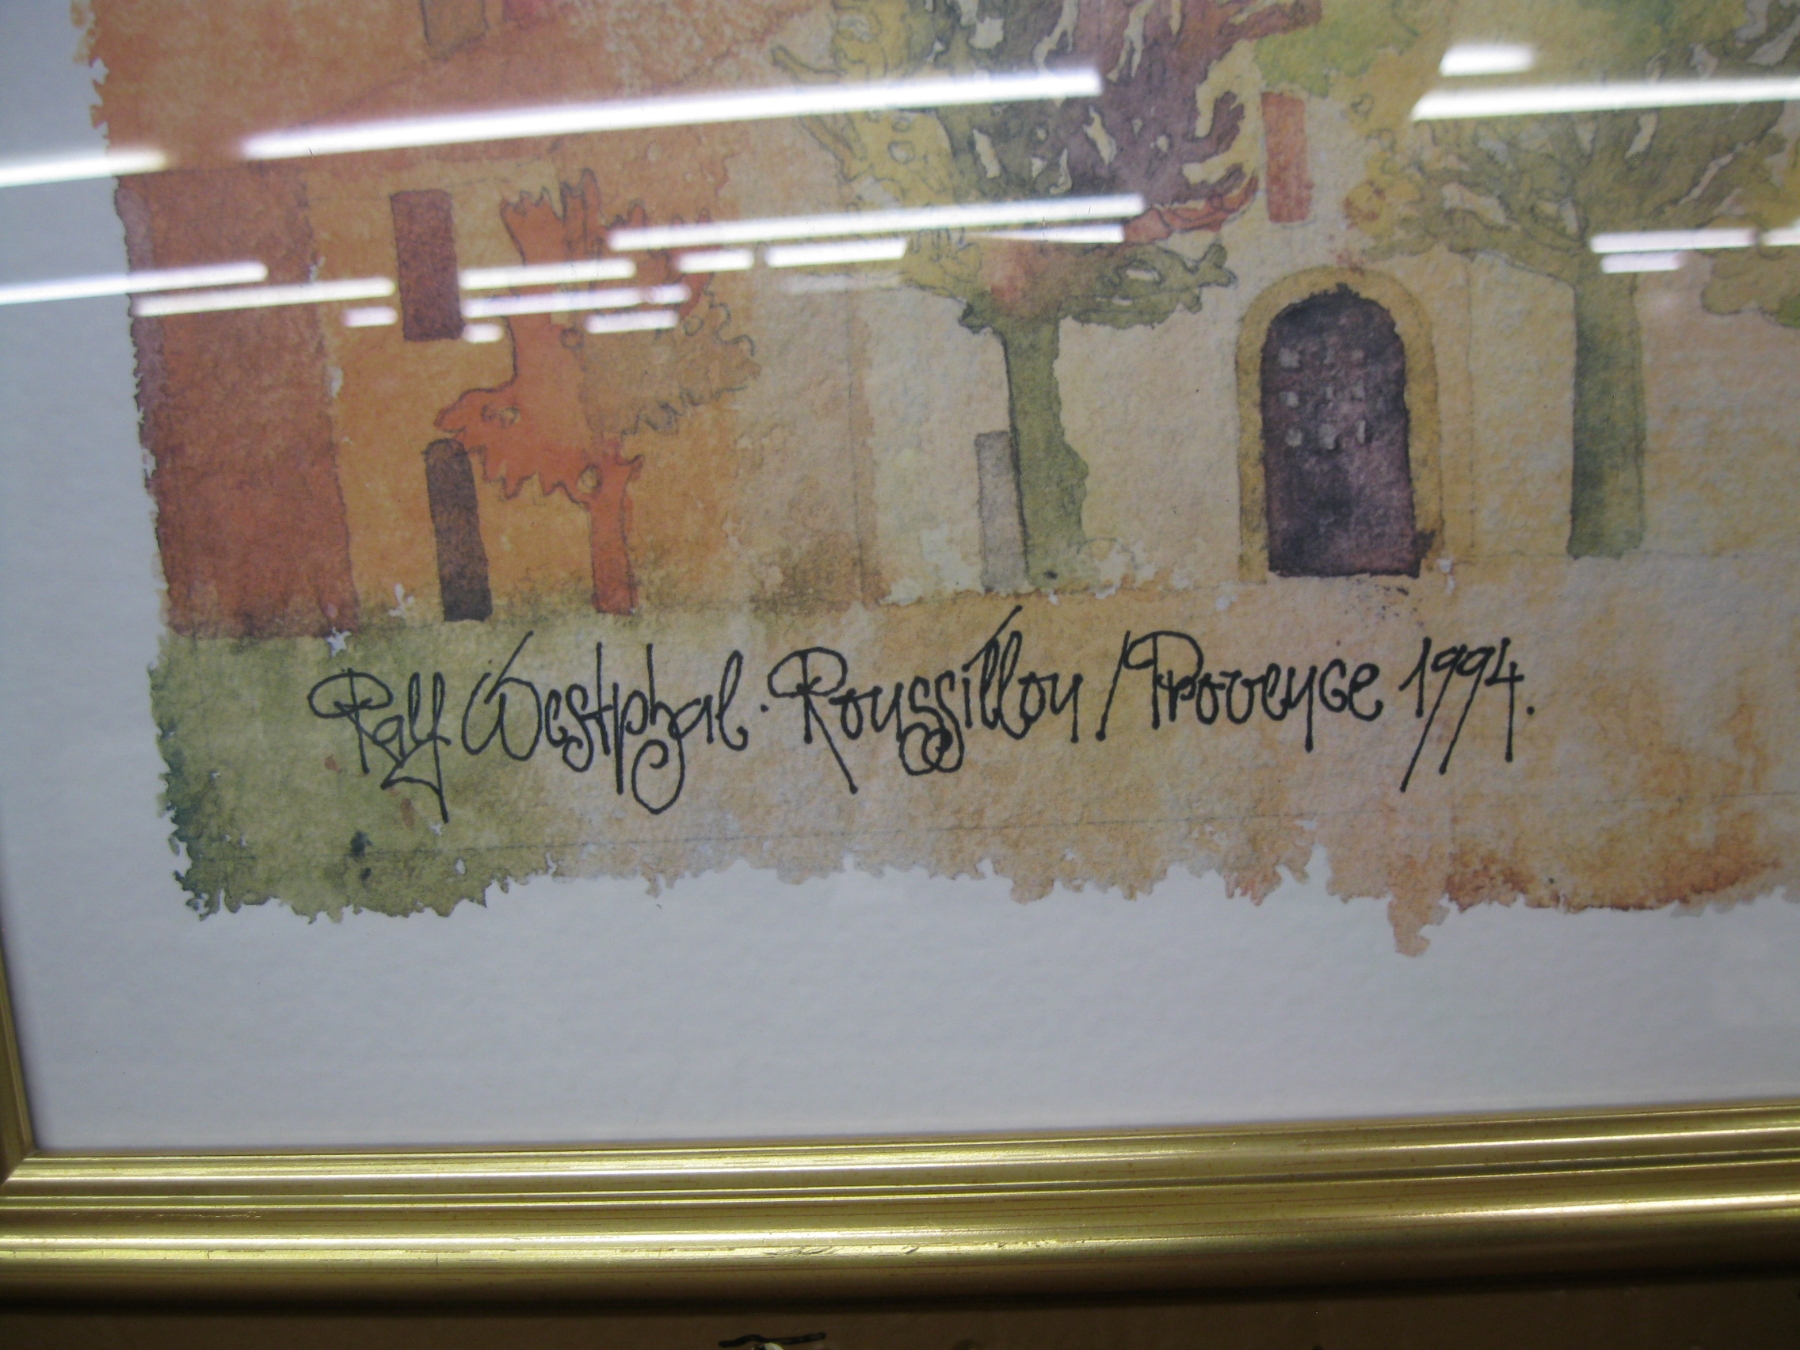 Ralf Westphal. Roussillon / Provence 1994.